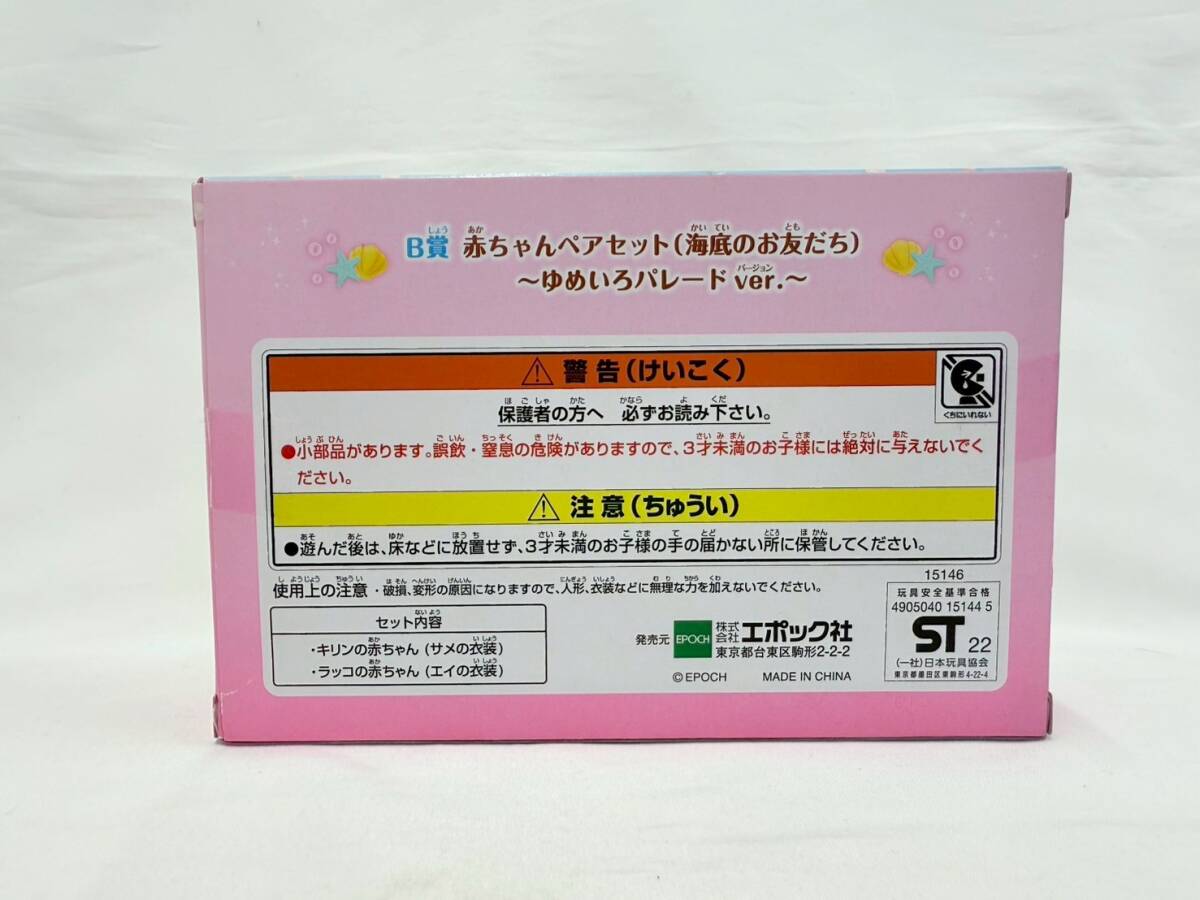 B賞 赤ちゃんペアセット(海底のお友だち)
～ゆめいろパレードver.～
警告(けいこく)
くちにいれない
保護者の方へ 必ずお読み下さい。
●小部品があります。誤飲・窒息の危険がありますので、3才未満のお子様には絶対に与えないでく
ださい。
注意(ちゅうい)
●遊んだ後は、床などに放置せず、3才未満のお子様の手の届かない所に保管してください。
使用上の注意 ・破損、変形の原因になりますので、人形、衣装などに無理な力を加えないでください。
セット内容
・キリンの赤ちゃん (サメの衣装)
・ラッコの赤ちゃん (エイの衣装)
発売元 EPOCH 株式会社 エポック社
東京都台東区駒形2-2-2
©EPOCH MADE IN CHINA
15146
玩具安全基準合格
4905040 15144 5
ST 22
(一社)日本玩具協会
東京都墨田区東駒形4-22-4